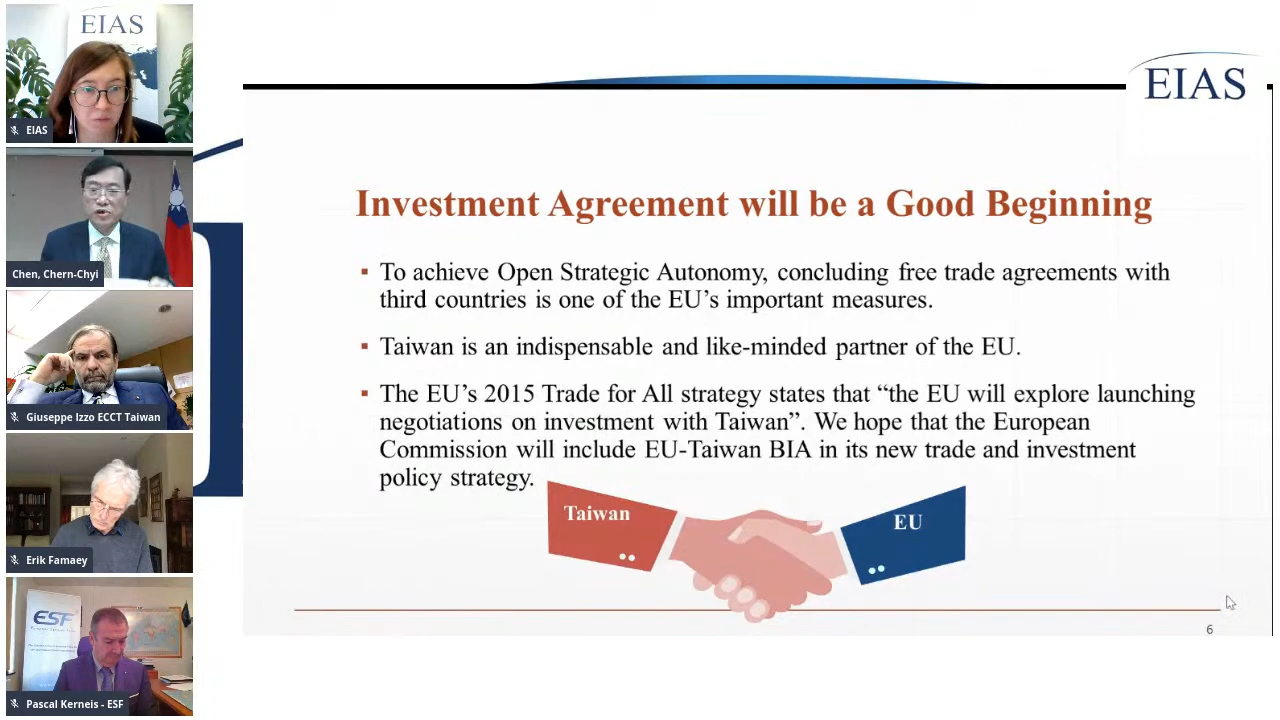 EIAS
EIAS
Chen, Chern-Chyi
Giuseppe Izzo ECCT Taiwan
Erik Famaey
ESF
Pascal Kerneis - ESF
EIAS
Investment Agreement will be a Good Beginning
▪ To achieve Open Strategic Autonomy, concluding free trade agreements with
third countries is one of the EU’s important measures.
▪ Taiwan is an indispensable and like-minded partner of the EU.
▪ The EU’s 2015 Trade for All strategy states that “the EU will explore launching
negotiations on investment with Taiwan”. We hope that the European
Commission will include EU-Taiwan BIA in its new trade and investment
policy strategy.
Taiwan
EU
6